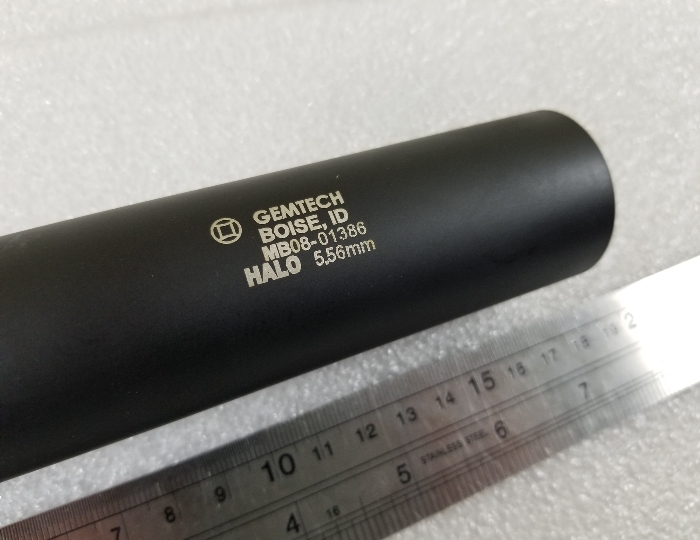 GEMTECH
BOISE, ID
MB08-01386
HALO 5.56mm
7 8 9 10 11 12 13 14 15 16 17 18 19 2
4 16 5 STAINLESS STEEL 6 7